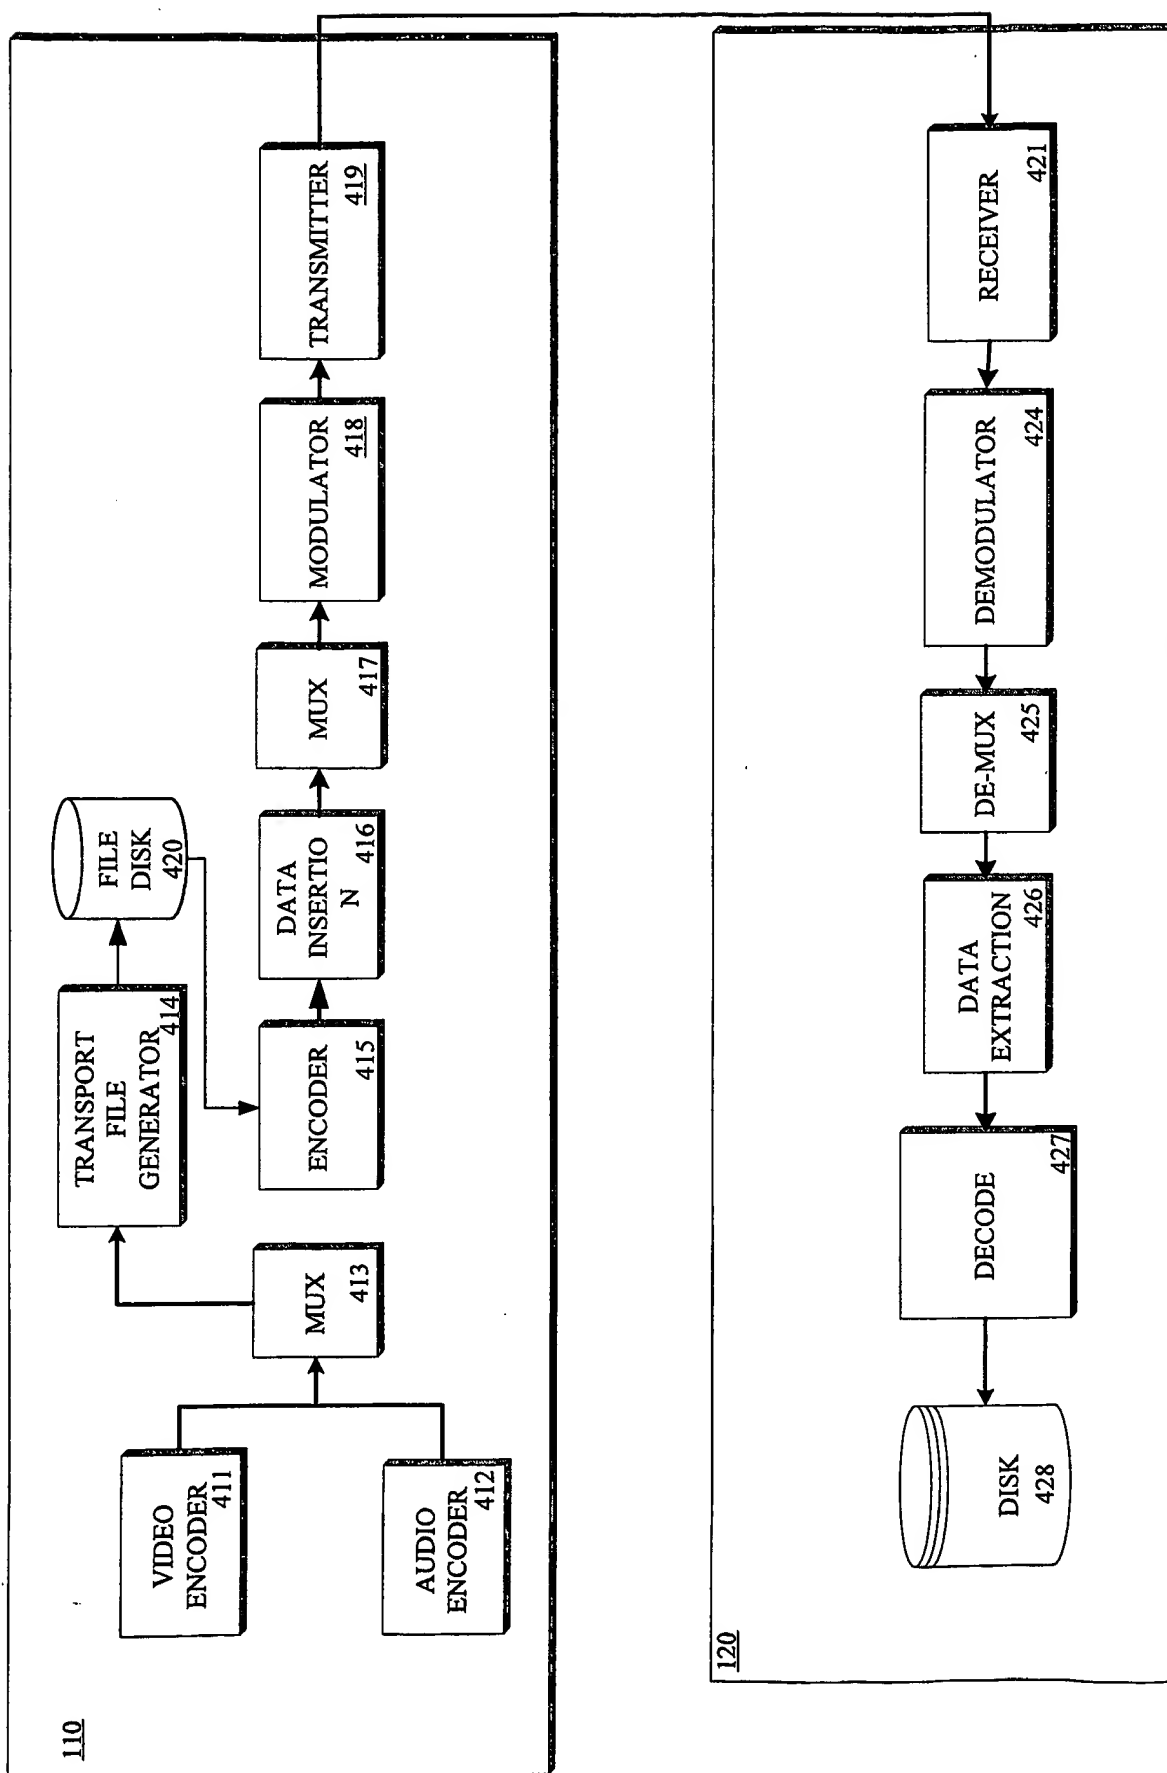 110
VIDEO
ENCODER
411
AUDIO
ENCODER
412
MUX
413
TRANSPORT
FILE
GENERATOR
414
FILE
DISK
420
ENCODER
415
DATA
INSERTIO
N
416
MUX
417
MODULATOR
418
TRANSMITTER
419
120
RECEIVER
421
DEMODULATOR
424
DE-MUX
425
DATA
EXTRACTION
426
DECODE
427
DISK
428